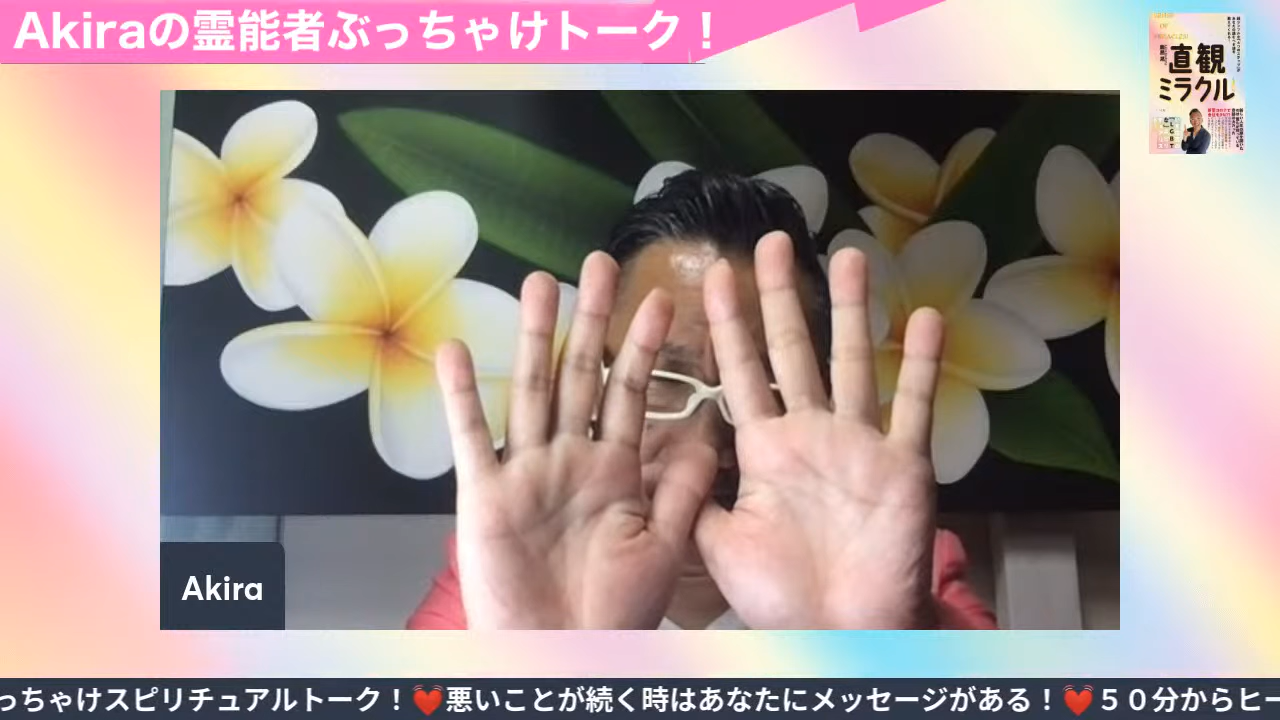 Akiraの霊能者ぶっちゃけトーク！
直観
ミラクル
Akira
っちゃけスピリチュアルトーク！❤悪いことが続く時はあなたにメッセージがある！❤５０分からヒー